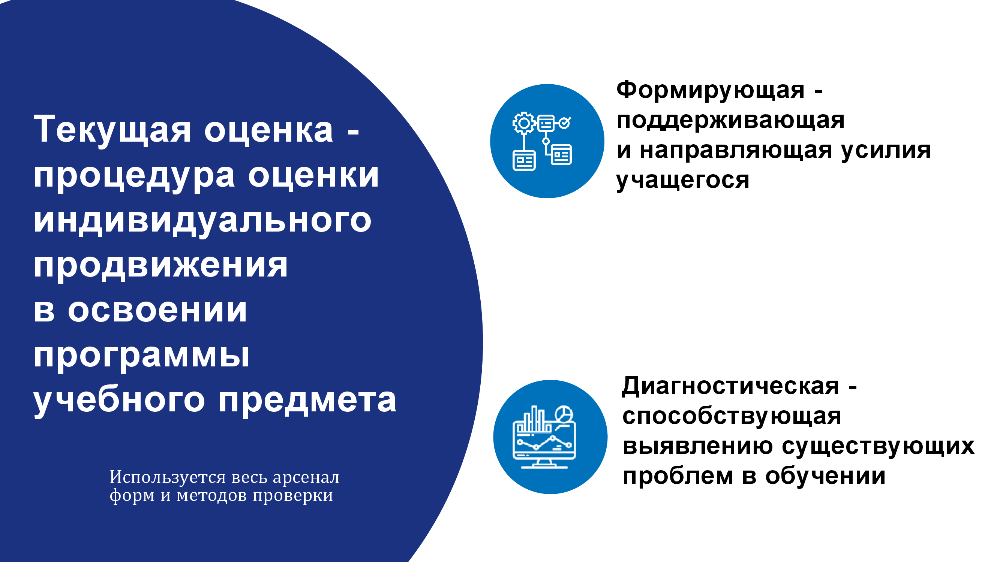 Текущая оценка -
процедура оценки
индивидуального
продвижения
в освоении
программы
учебного предмета
Используется весь арсенал
форм и методов проверки
Формирующая -
поддерживающая
и направляющая усилия
учащегося
Диагностическая -
способствующая
выявлению существующих
проблем в обучении